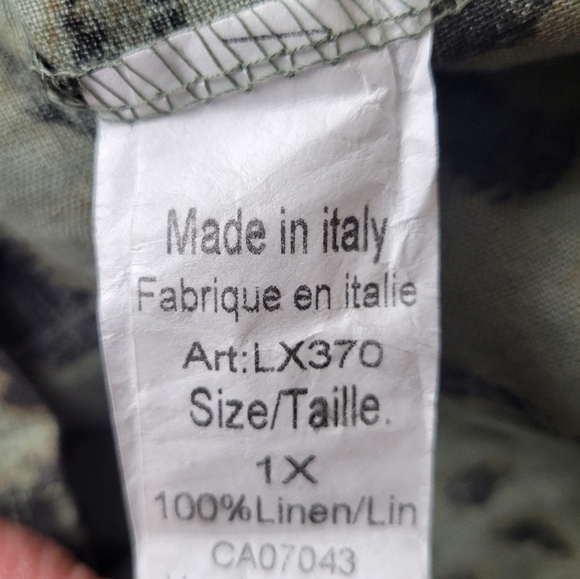 Made in italy
Fabrique en italie
Art:LX370
Size/Taille.
1X
100%Linen/Lin
CA07043